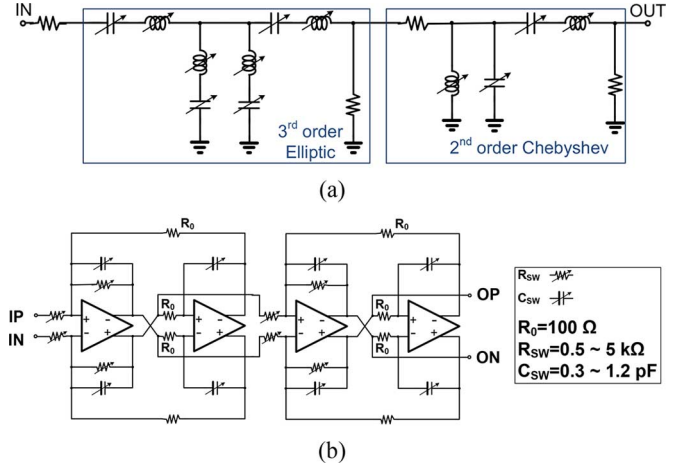 IN
OUT
3rd order
Elliptic
2nd order Chebyshev
(a)
R0
R0
IP
IN
R0
R0
R0
R0
OP
ON
RSW
CSW
R0=100 Ω
RSW=0.5 ~ 5 kΩ
CSW=0.3 ~ 1.2 pF
+ -
- +
+ -
- +
+ -
- +
+ -
- +
(b)